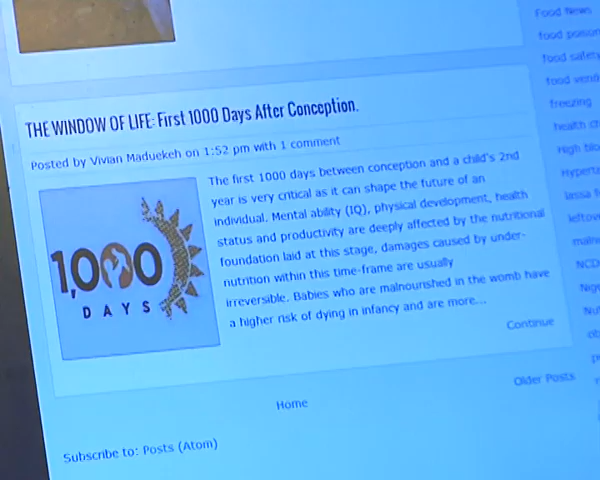 THE WINDOW OF LIFE: First 1000 Days After Conception.
Posted by Vivian Maduekeh on 1:52 pm with 1 comment
The first 1000 days between conception and a child's 2nd
year is very critical as it can shape the future of an
individual. Mental ability (IQ), physical development, health
status and productivity are deeply affected by the nutritional
foundation laid at this stage, damages caused by under-
nutrition within this time-frame are usually
irreversible. Babies who are malnourished in the womb have
a higher risk of dying in infancy and are more...
1,000
DAYS
Continue
Home
Older Posts
Subscribe to: Posts (Atom)
Food News
food
food safety
food
freezing
health
High
lassa
NCD